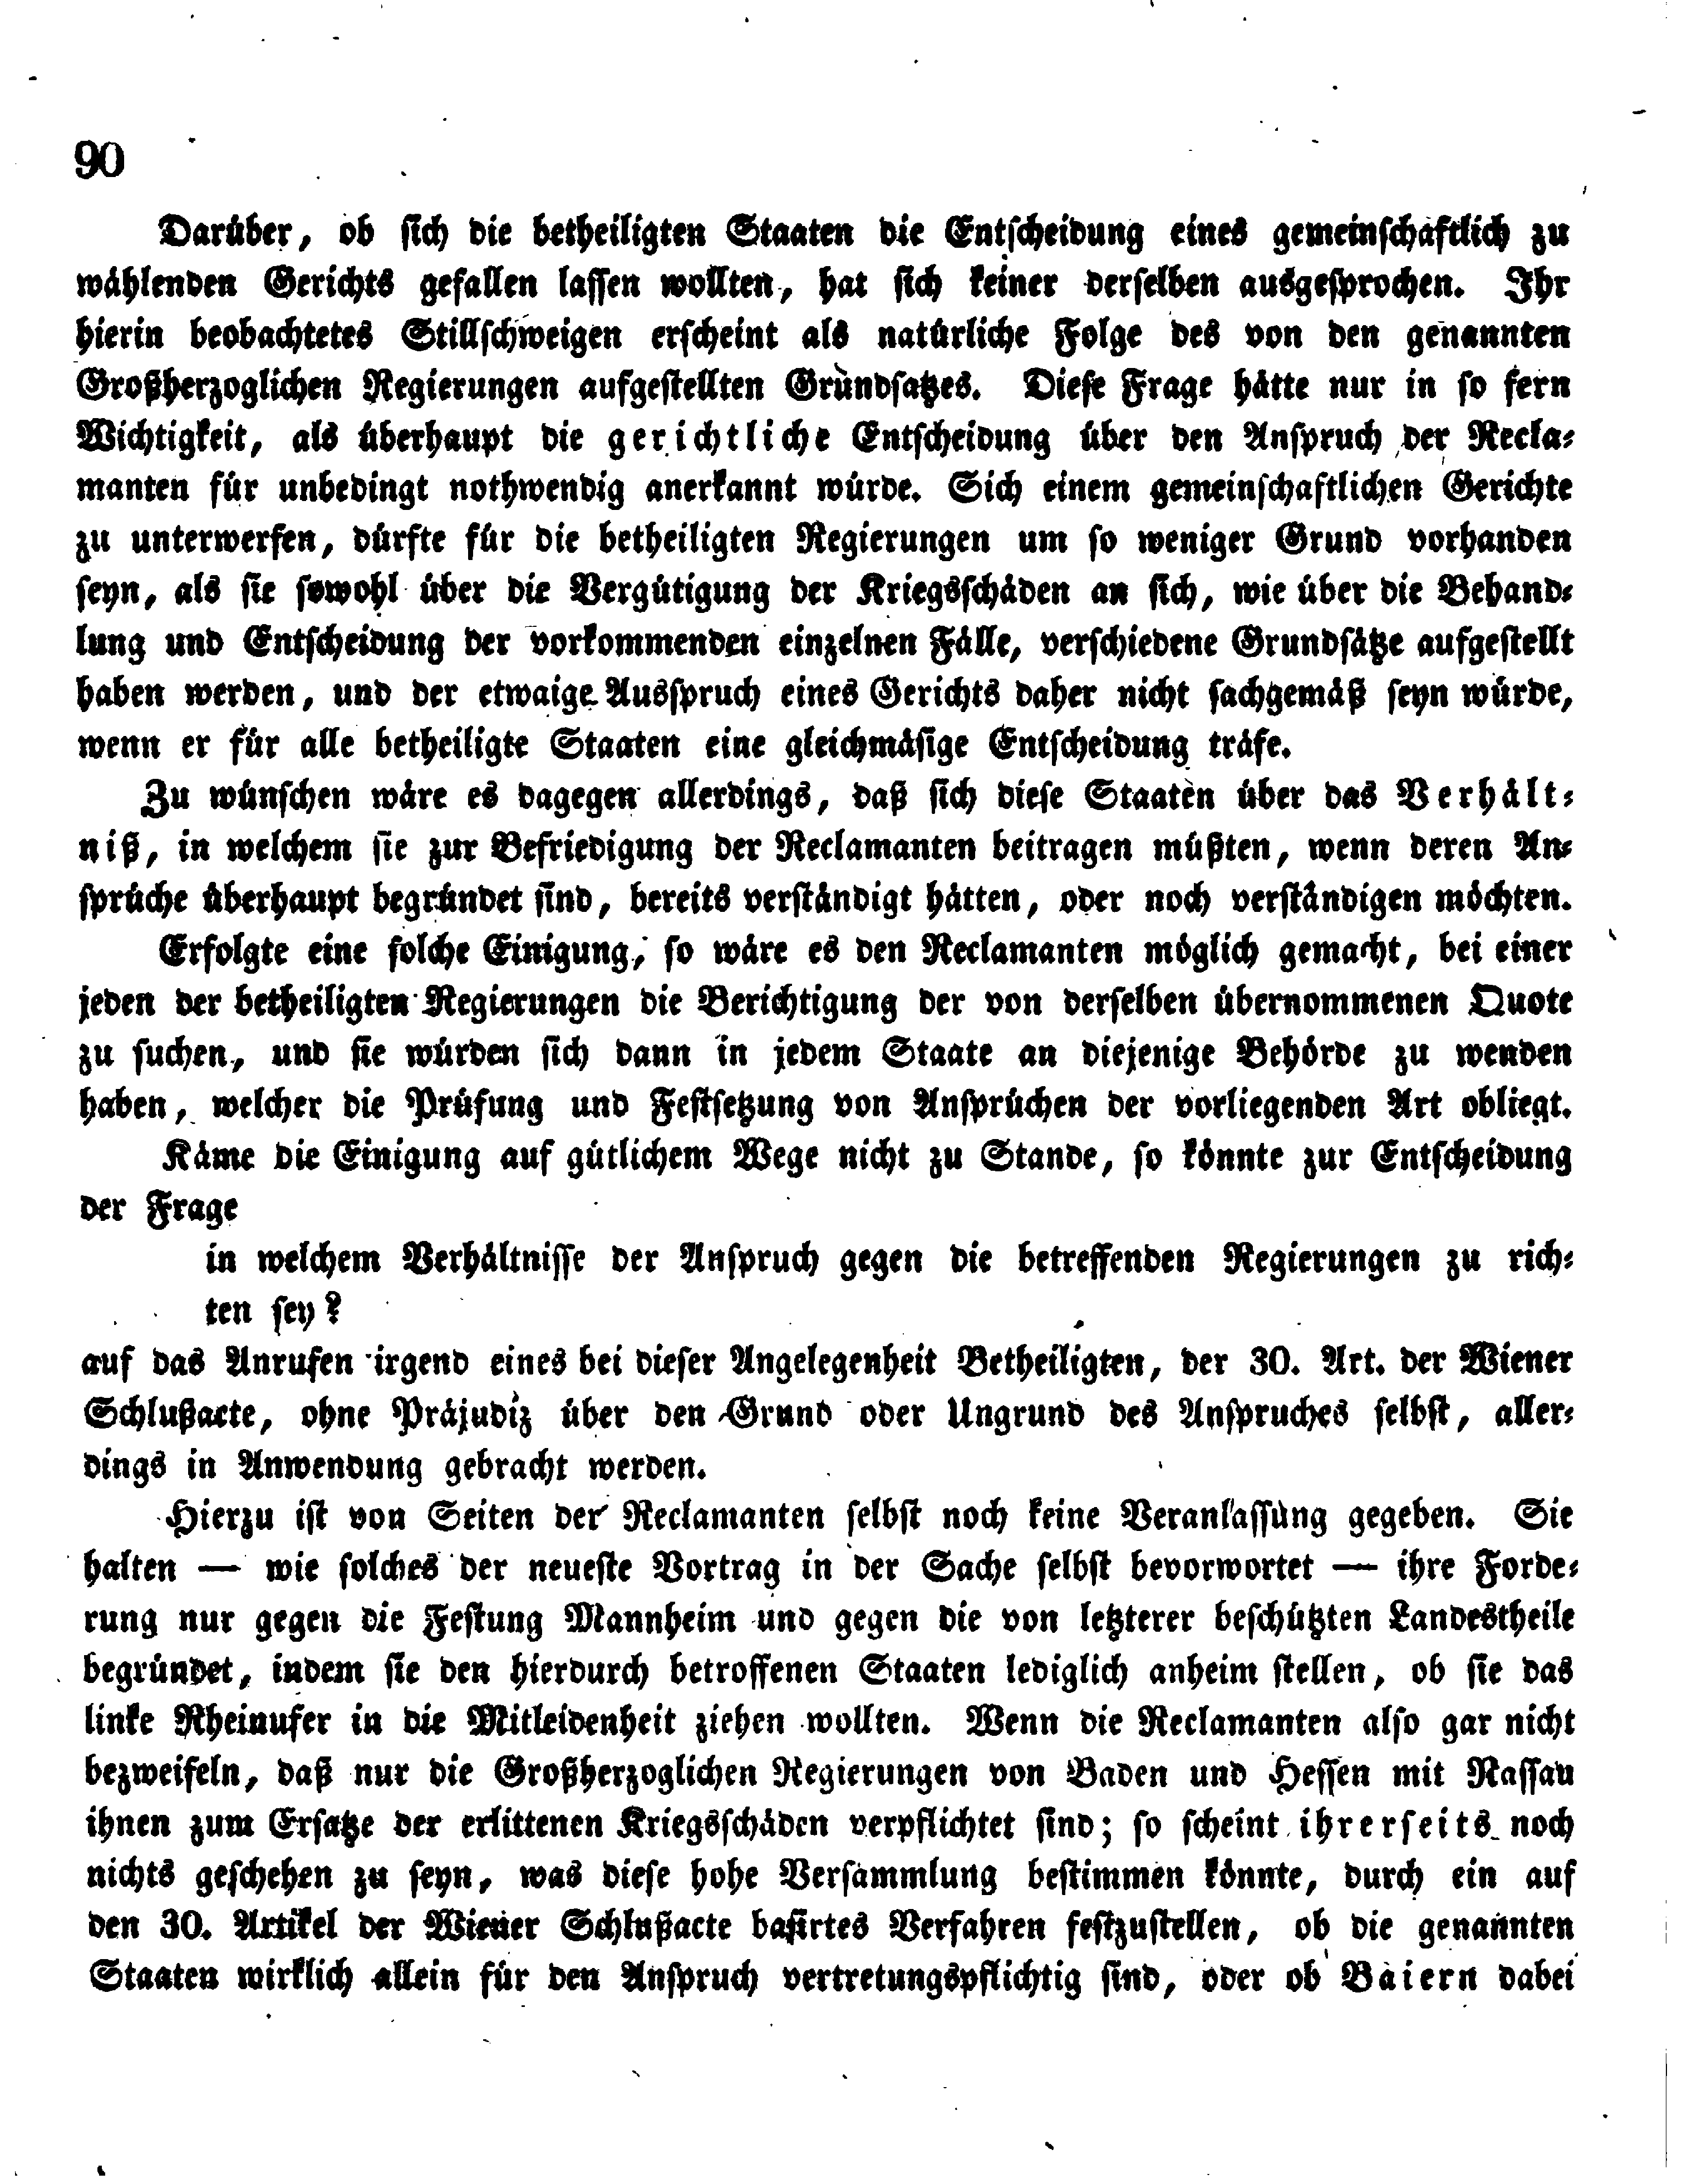 90
Darüber, ob sich die betheiligten Staaten die Entscheidung eines gemeinschaftlich zu
wählenden Gerichts gefallen lassen wollten, hat sich keiner derselben ausgesprochen. Ihr
hierin beobachtetes Stillschweigen erscheint als natürliche Folge des von den genannten
Großherzoglichen Regierungen aufgestellten Grundsatzes. Diese Frage hätte nur in so fern
Wichtigkeit, als überhaupt die gerichtliche Entscheidung über den Anspruch der Recla-
manten für unbedingt nothwendig anerkannt würde. Sich einem gemeinschaftlichen Gerichte
zu unterwerfen, dürfte für die betheiligten Regierungen um so weniger Grund vorhanden
seyn, als sie sowohl über die Vergütigung der Kriegsschäden an sich, wie über die Behand-
lung und Entscheidung der vorkommenden einzelnen Fälle, verschiedene Grundsätze aufgestellt
haben werden, und der etwaige Ausspruch eines Gerichts daher nicht sachgemäß seyn würde,
wenn er für alle betheiligte Staaten eine gleichmäsige Entscheidung träfe.
Zu wünschen wäre es dagegen allerdings, daß sich diese Staaten über das Verhält-
niß, in welchem sie zur Befriedigung der Reclamanten beitragen müßten, wenn deren An-
sprüche überhaupt begründet sind, bereits verständigt hätten, oder noch verständigen möchten.
Erfolgte eine solche Einigung, so wäre es den Reclamanten möglich gemacht, bei einer
jeden der betheiligten Regierungen die Berichtigung der von derselben übernommenen Quote
zu suchen, und sie würden sich dann in jedem Staate an diejenige Behörde zu wenden
haben, welcher die Prüfung und Festsetzung von Ansprüchen der vorliegenden Art obliegt.
Käme die Einigung auf gütlichem Wege nicht zu Stande, so könnte zur Entscheidung
der Frage
in welchem Verhältnisse der Anspruch gegen die betreffenden Regierungen zu rich-
ten sey?
auf das Anrufen irgend eines bei dieser Angelegenheit Betheiligten, der 30. Art. der Wiener
Schlußacte, ohne Präjudiz über den Grund oder Ungrund des Anspruches selbst, aller-
dings in Anwendung gebracht werden.
Hierzu ist von Seiten der Reclamanten selbst noch keine Veranlassung gegeben. Sie
halten — wie solches der neueste Vortrag in der Sache selbst bevorwortet — ihre Forde-
rung nur gegen die Festung Mannheim und gegen die von letzterer beschützten Landestheile
begründet, indem sie den hierdurch betroffenen Staaten lediglich anheim stellen, ob sie das
linke Rheinufer in die Mitleidenheit ziehen wollten. Wenn die Reclamanten also gar nicht
bezweifeln, daß nur die Großherzoglichen Regierungen von Baden und Hessen mit Nassau
ihnen zum Ersatze der erlittenen Kriegsschäden verpflichtet sind; so scheint ihrerseits noch
nichts geschehen zu seyn, was diese hohe Versammlung bestimmen könnte, durch ein auf
den 30. Artikel der Wiener Schlußacte basirtes Verfahren festzustellen, ob die genannten
Staaten wirklich allein für den Anspruch vertretungspflichtig sind, oder ob Baiern dabei